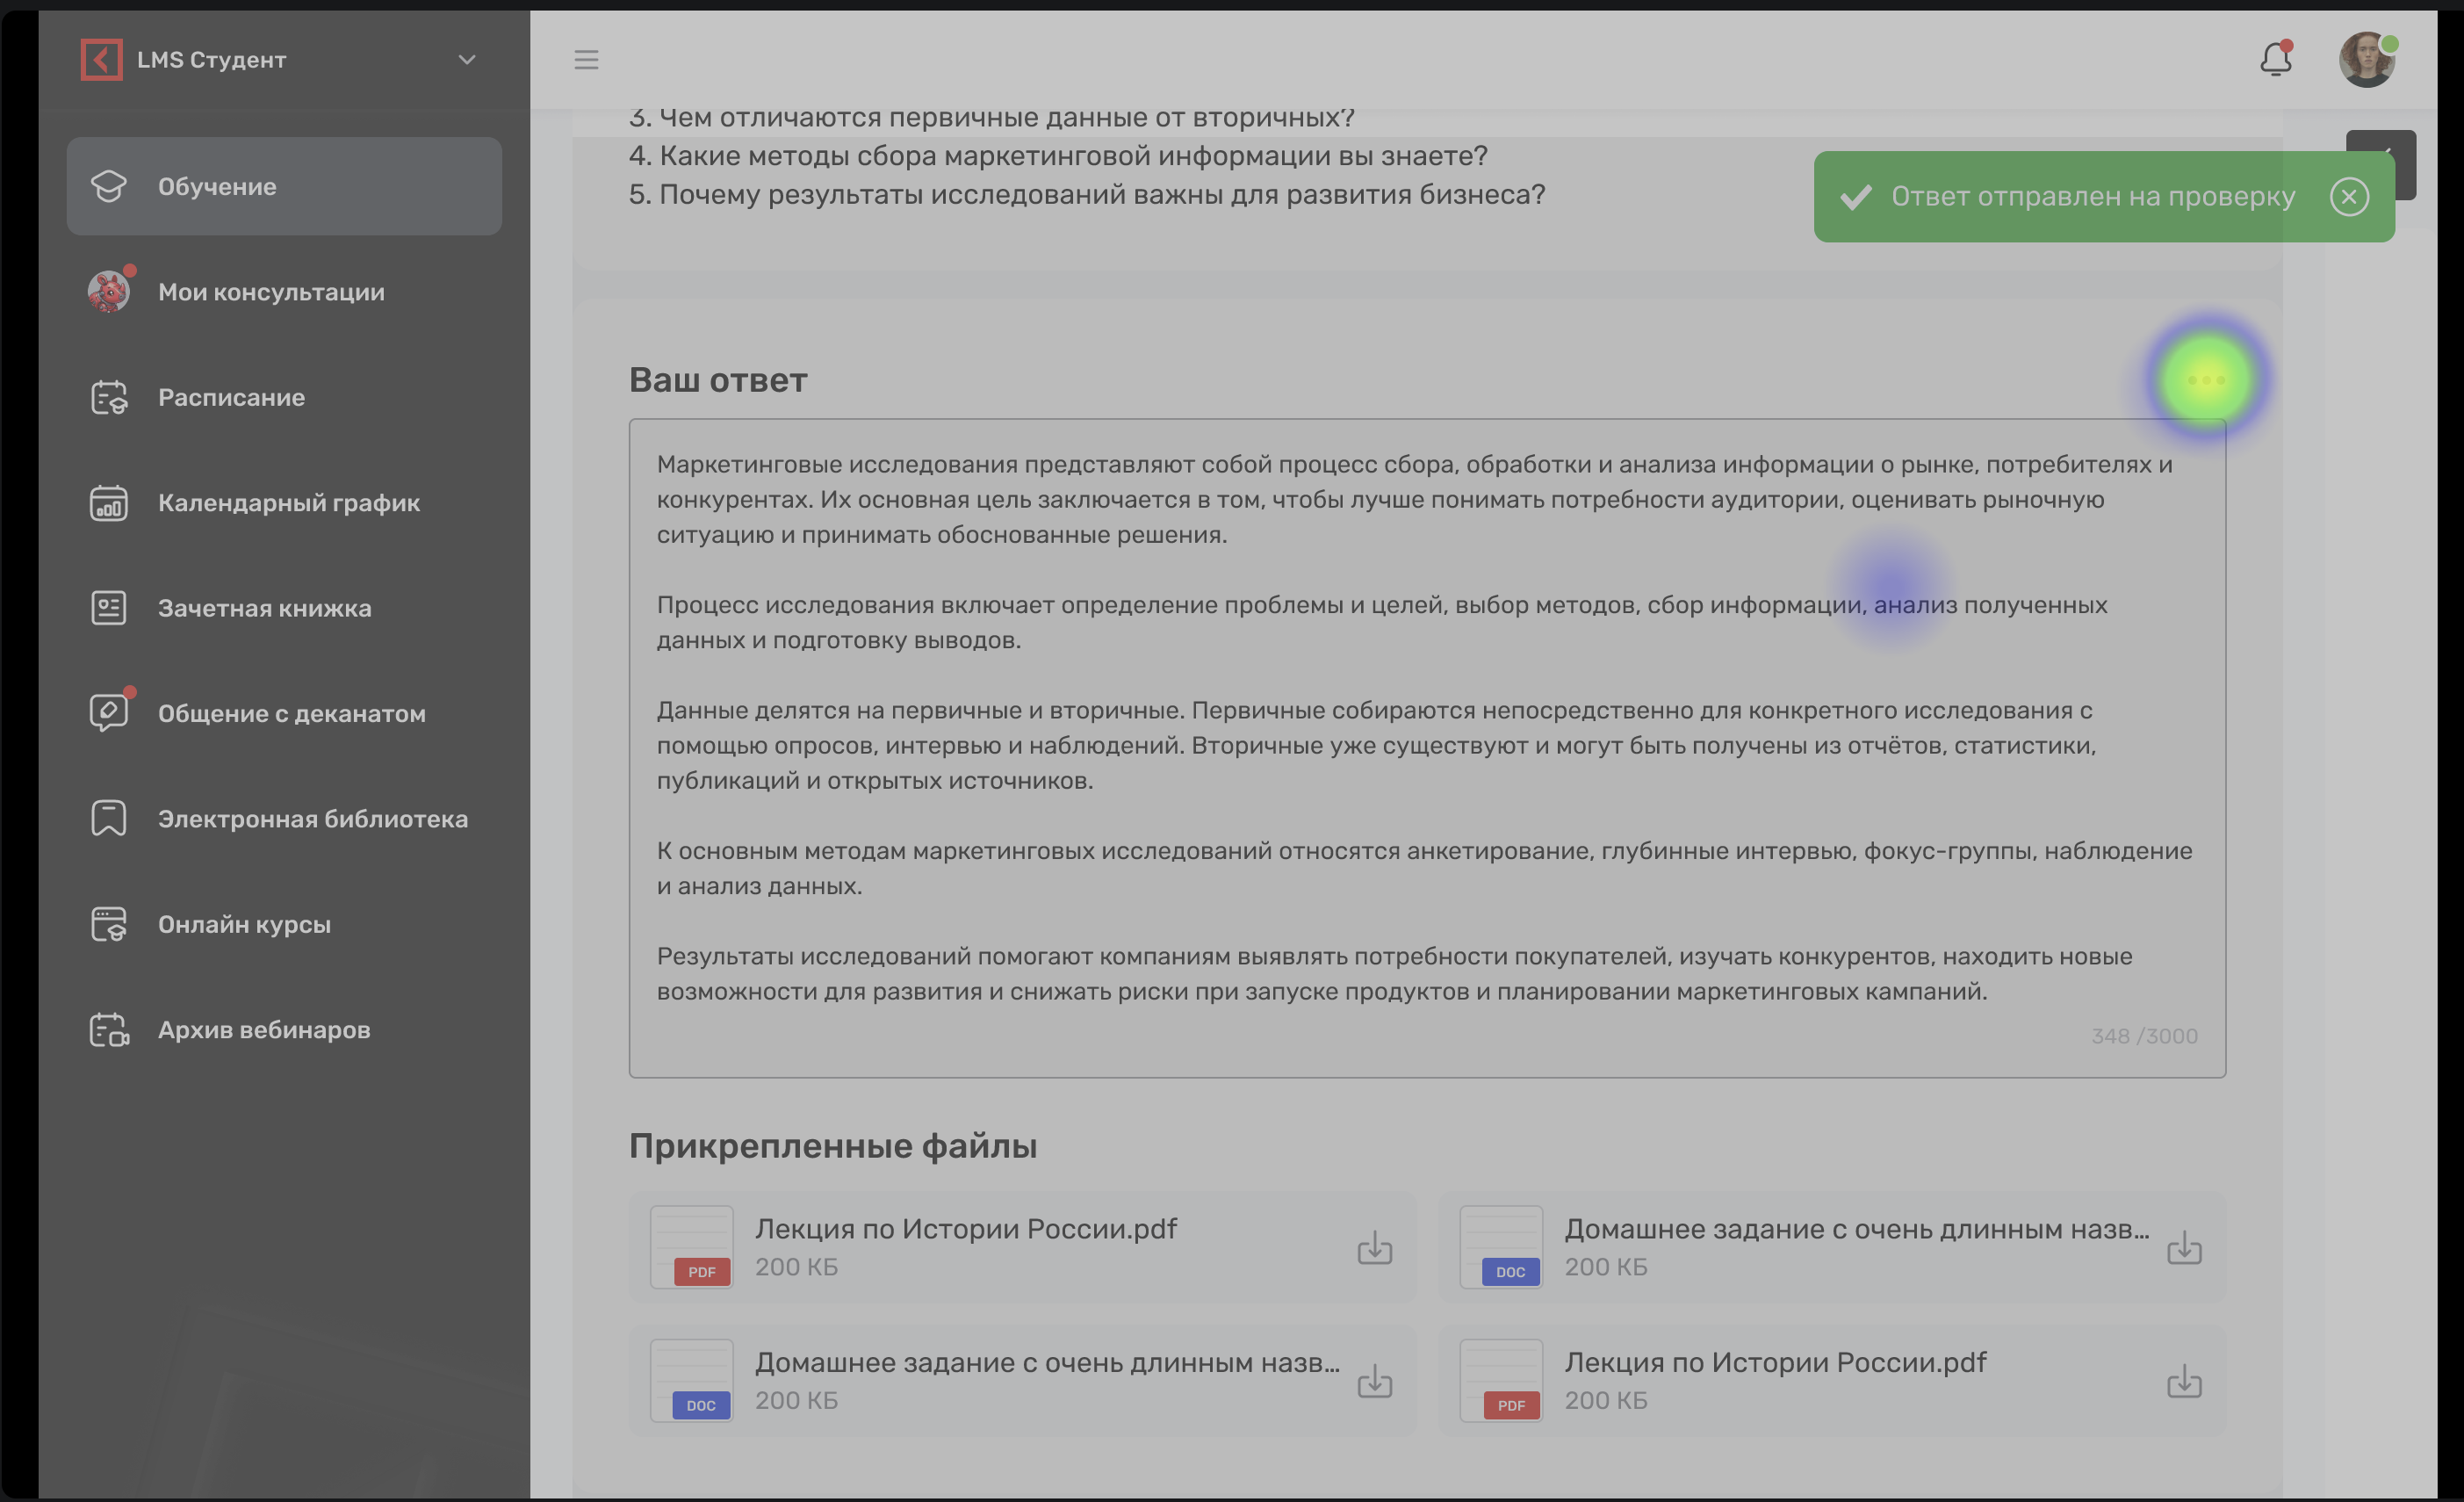 LMS Студент
Обучение
Мои консультации
Расписание
Календарный график
Зачетная книжка
Общение с деканатом
Электронная библиотека
Онлайн курсы
Архив вебинаров
3. Чем отличаются первичные данные от вторичных?
4. Какие методы сбора маркетинговой информации вы знаете?
5. Почему результаты исследований важны для развития бизнеса?
Ответ отправлен на проверку
Ваш ответ
Маркетинговые исследования представляют собой процесс сбора, обработки и анализа информации о рынке, потребителях и
конкурентах. Их основная цель заключается в том, чтобы лучше понимать потребности аудитории, оценивать рыночную
ситуацию и принимать обоснованные решения.
Процесс исследования включает определение проблемы и целей, выбор методов, сбор информации, анализ полученных
данных и подготовку выводов.
Данные делятся на первичные и вторичные. Первичные собираются непосредственно для конкретного исследования с
помощью опросов, интервью и наблюдений. Вторичные уже существуют и могут быть получены из отчётов, статистики,
публикаций и открытых источников.
К основным методам маркетинговых исследований относятся анкетирование, глубинные интервью, фокус-группы, наблюдение
и анализ данных.
Результаты исследований помогают компаниям выявлять потребности покупателей, изучать конкурентов, находить новые
возможности для развития и снижать риски при запуске продуктов и планировании маркетинговых кампаний.
348 /3000
Прикрепленные файлы
Лекция по Истории России.pdf
PDF
200 КБ
Домашнее задание с очень длинным назв...
DOC
200 КБ
Домашнее задание с очень длинным назв...
DOC
200 КБ
Лекция по Истории России.pdf
PDF
200 КБ